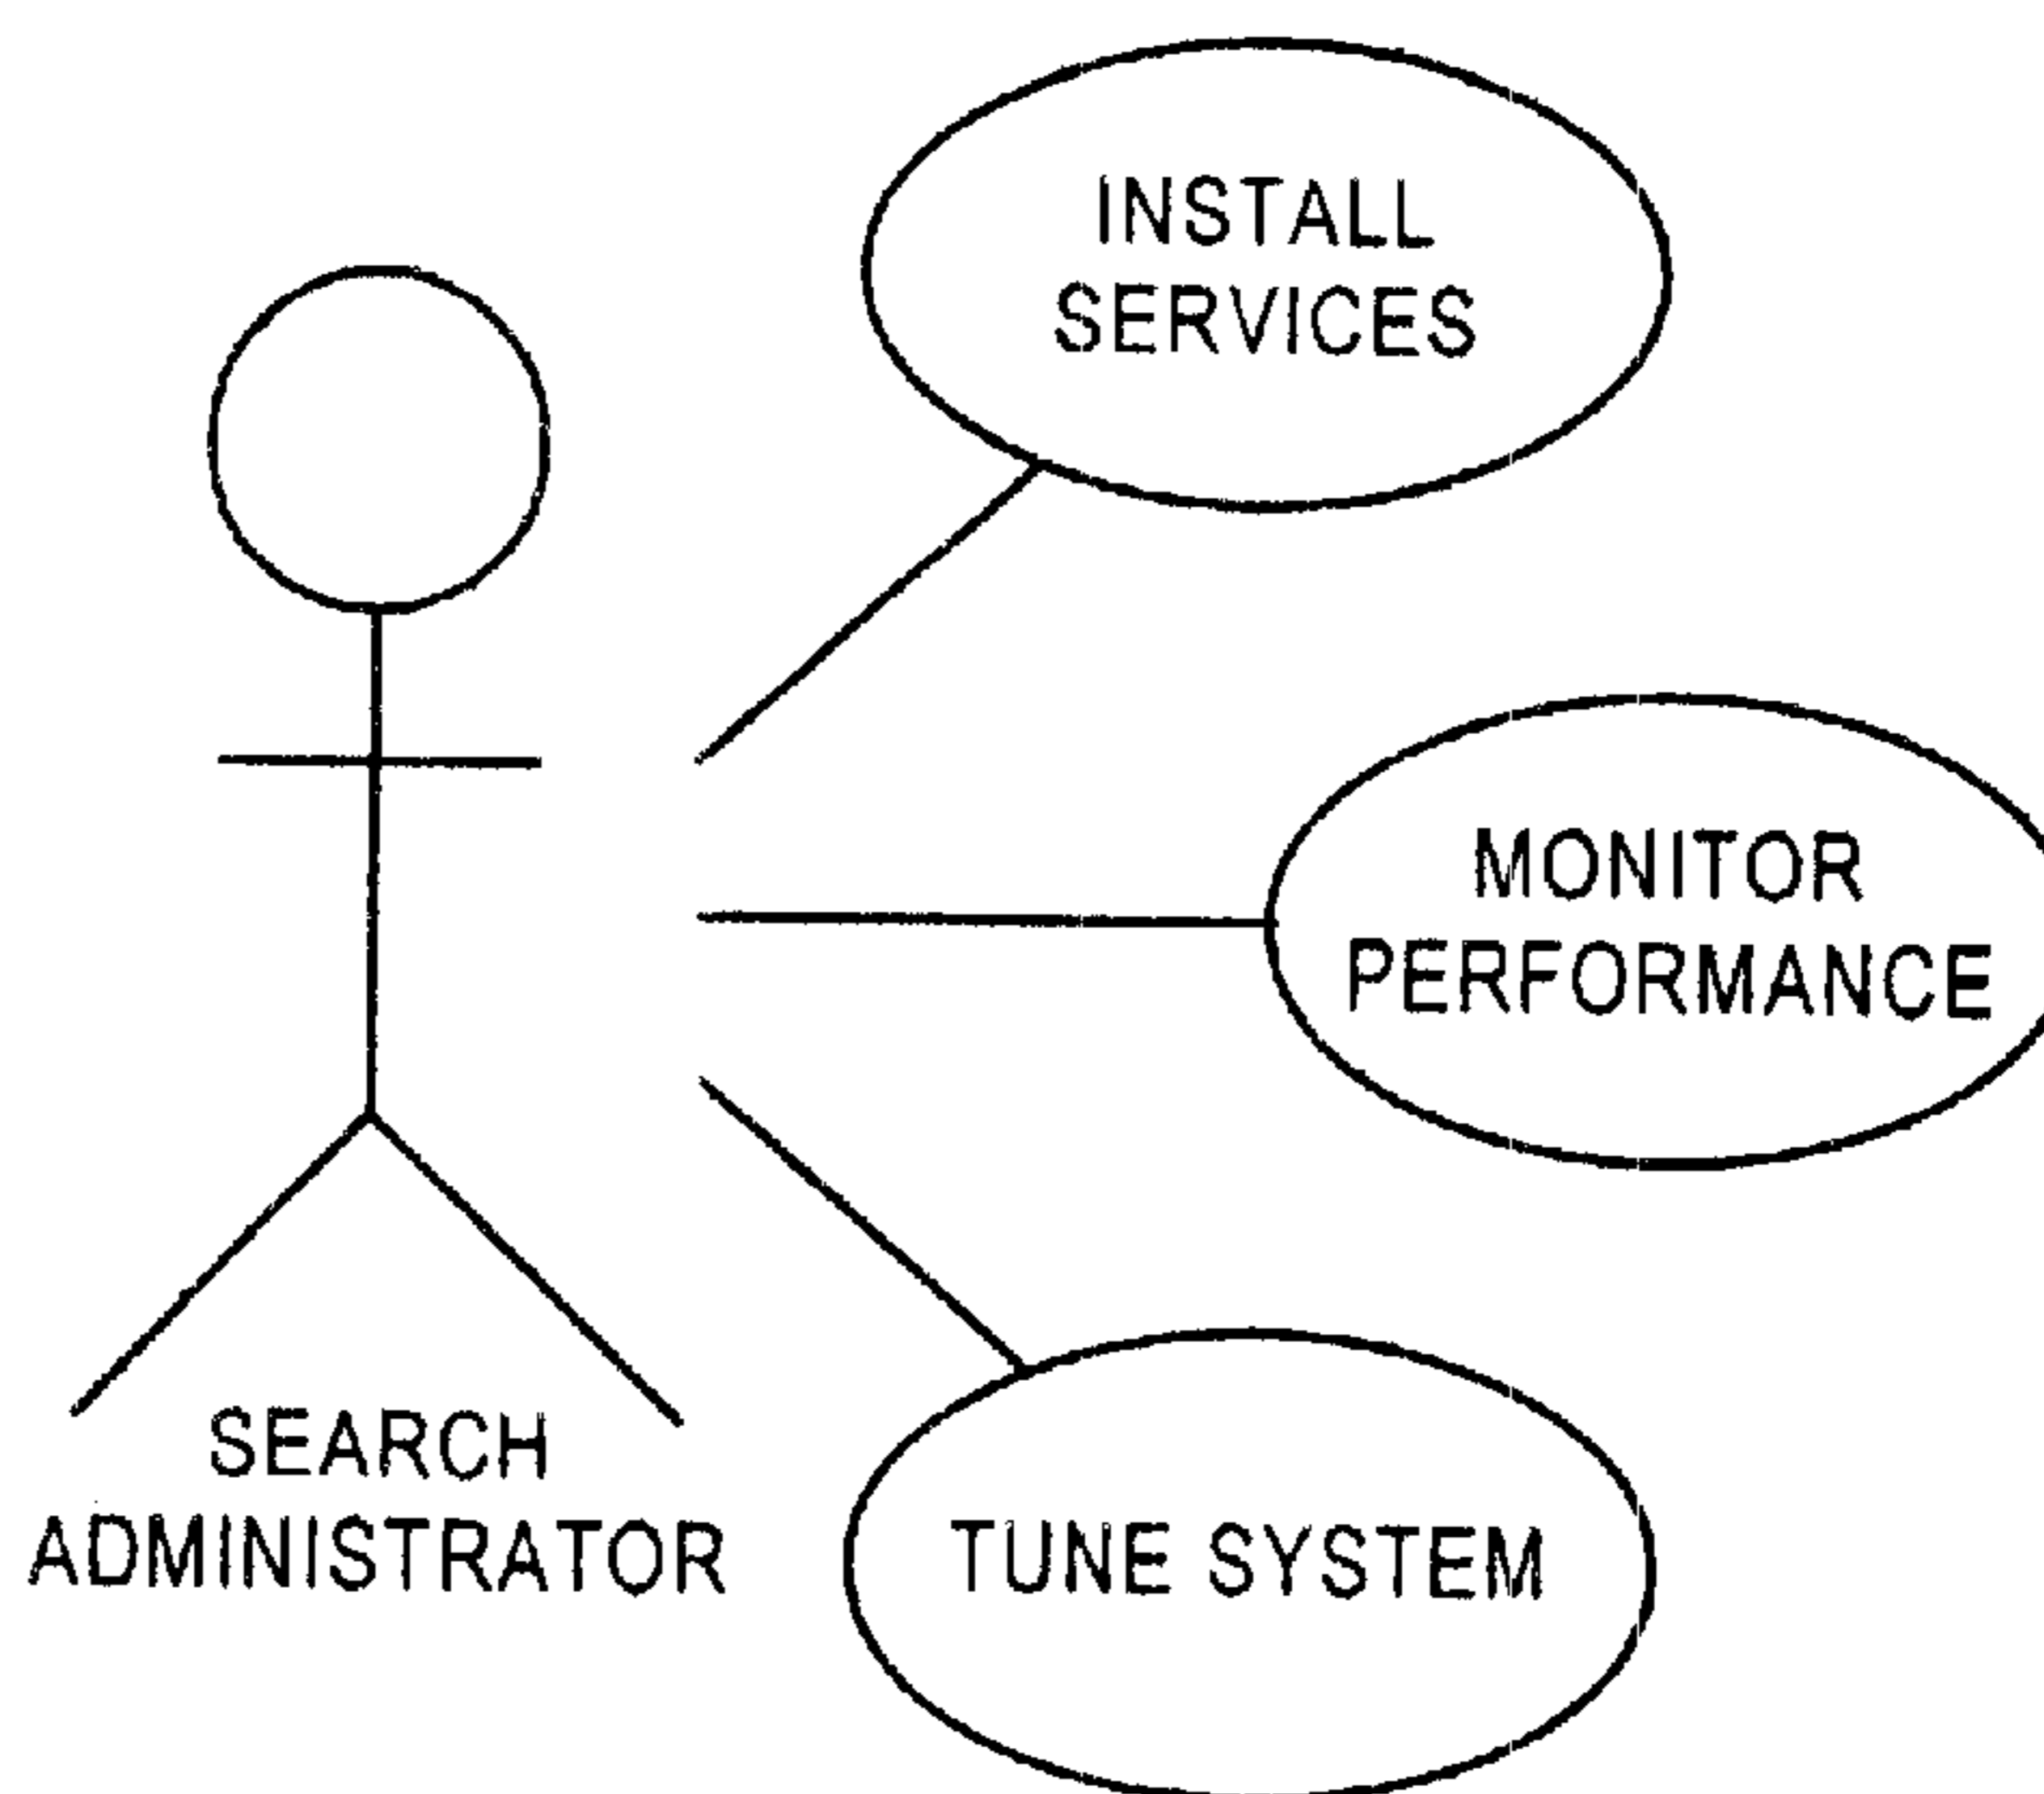 INSTALL
SERVICES
MONITOR
PERFORMANCE
SEARCH
ADMINISTRATOR
TUNE SYSTEM